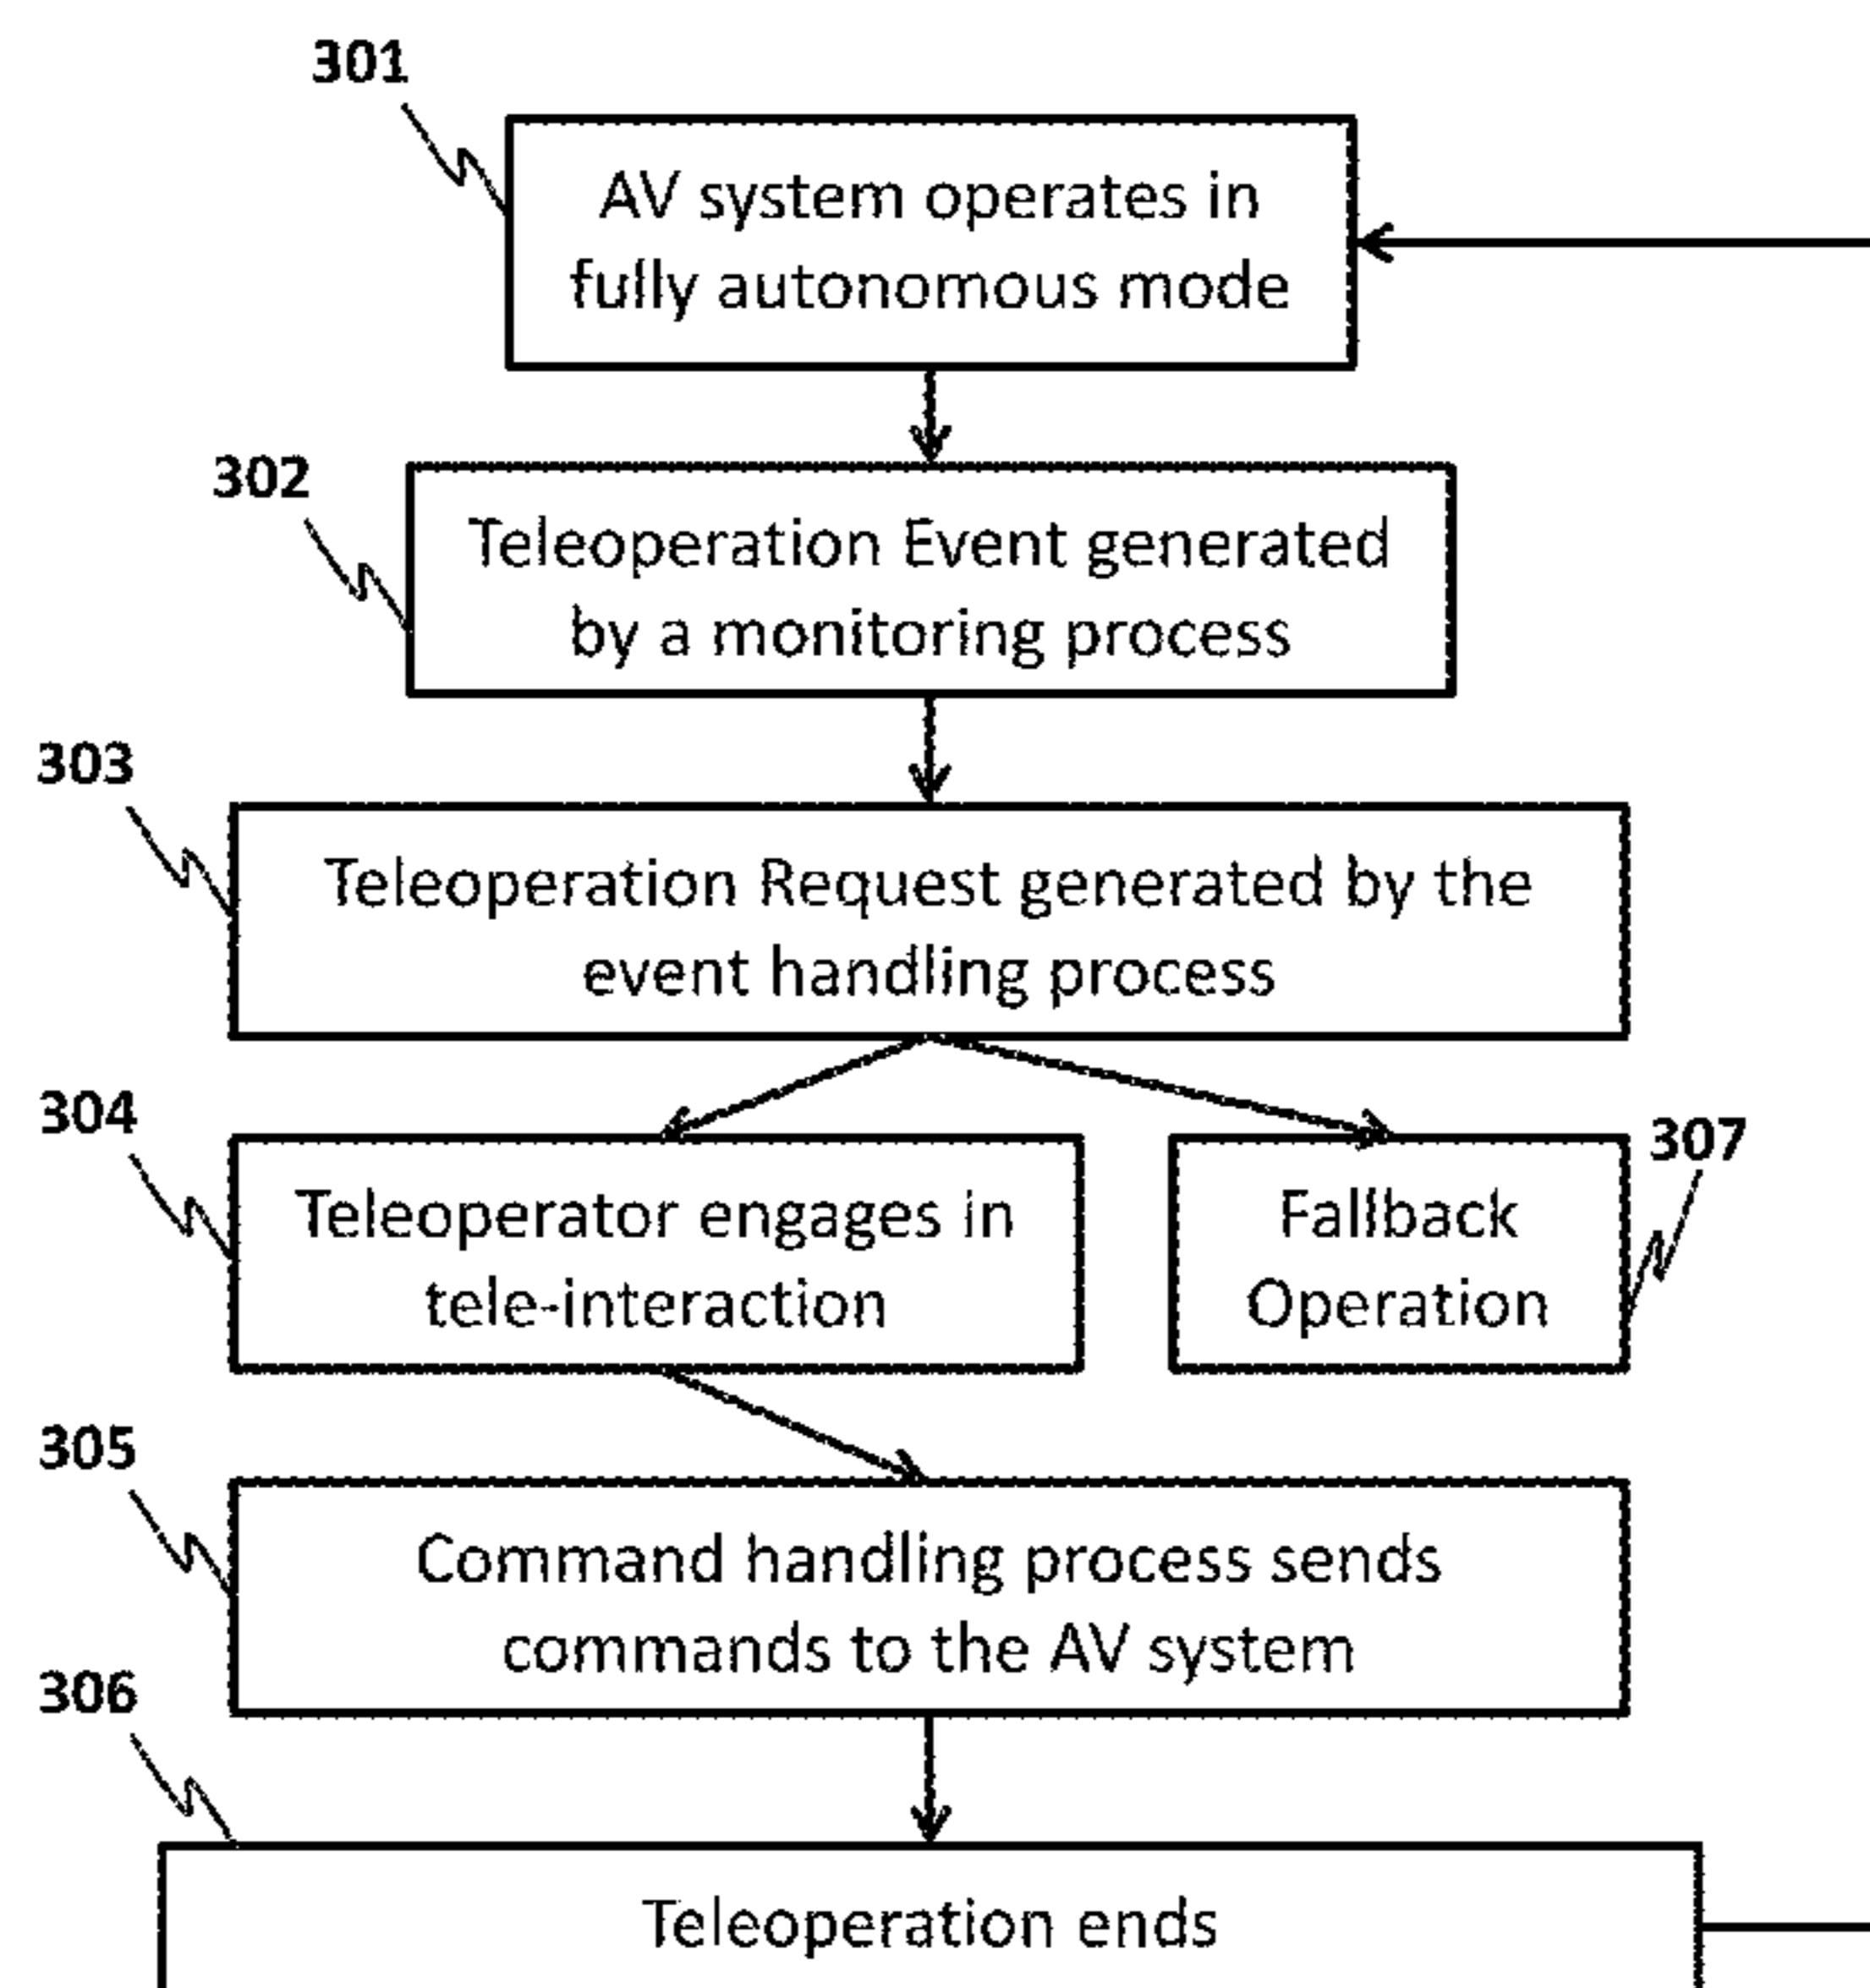 301
AV system operates in
fully autonomous mode
302
Teleoperation Event generated
by a monitoring process
303
Teleoperation Request generated by the
event handling process
304
Teleoperator engages in
tele-interaction
307
Fallback
Operation
305
Command handling process sends
commands to the AV system
306
Teleoperation ends